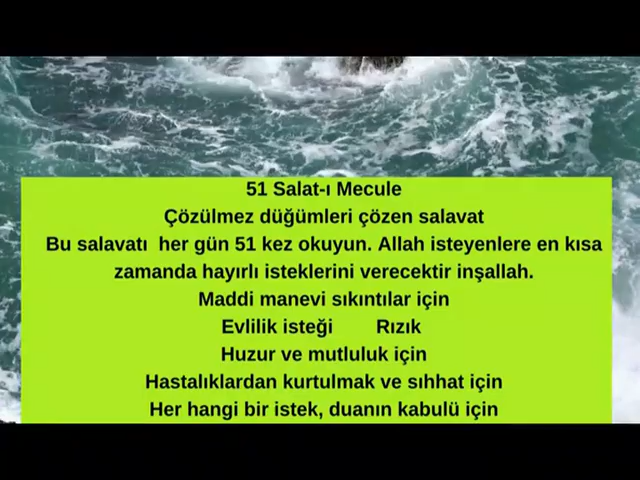 51 Salat-ı Mecule
Çözülmez düğümleri çözen salavat
Bu salavatı  her gün 51 kez okuyun. Allah isteyenlere en kısa
zamanda hayırlı isteklerini verecektir inşallah.
Maddi manevi sıkıntılar için
Evlilik isteği        Rızık
Huzur ve mutluluk için
Hastalıklardan kurtulmak ve sıhhat için
Her hangi bir istek, duanın kabulü için